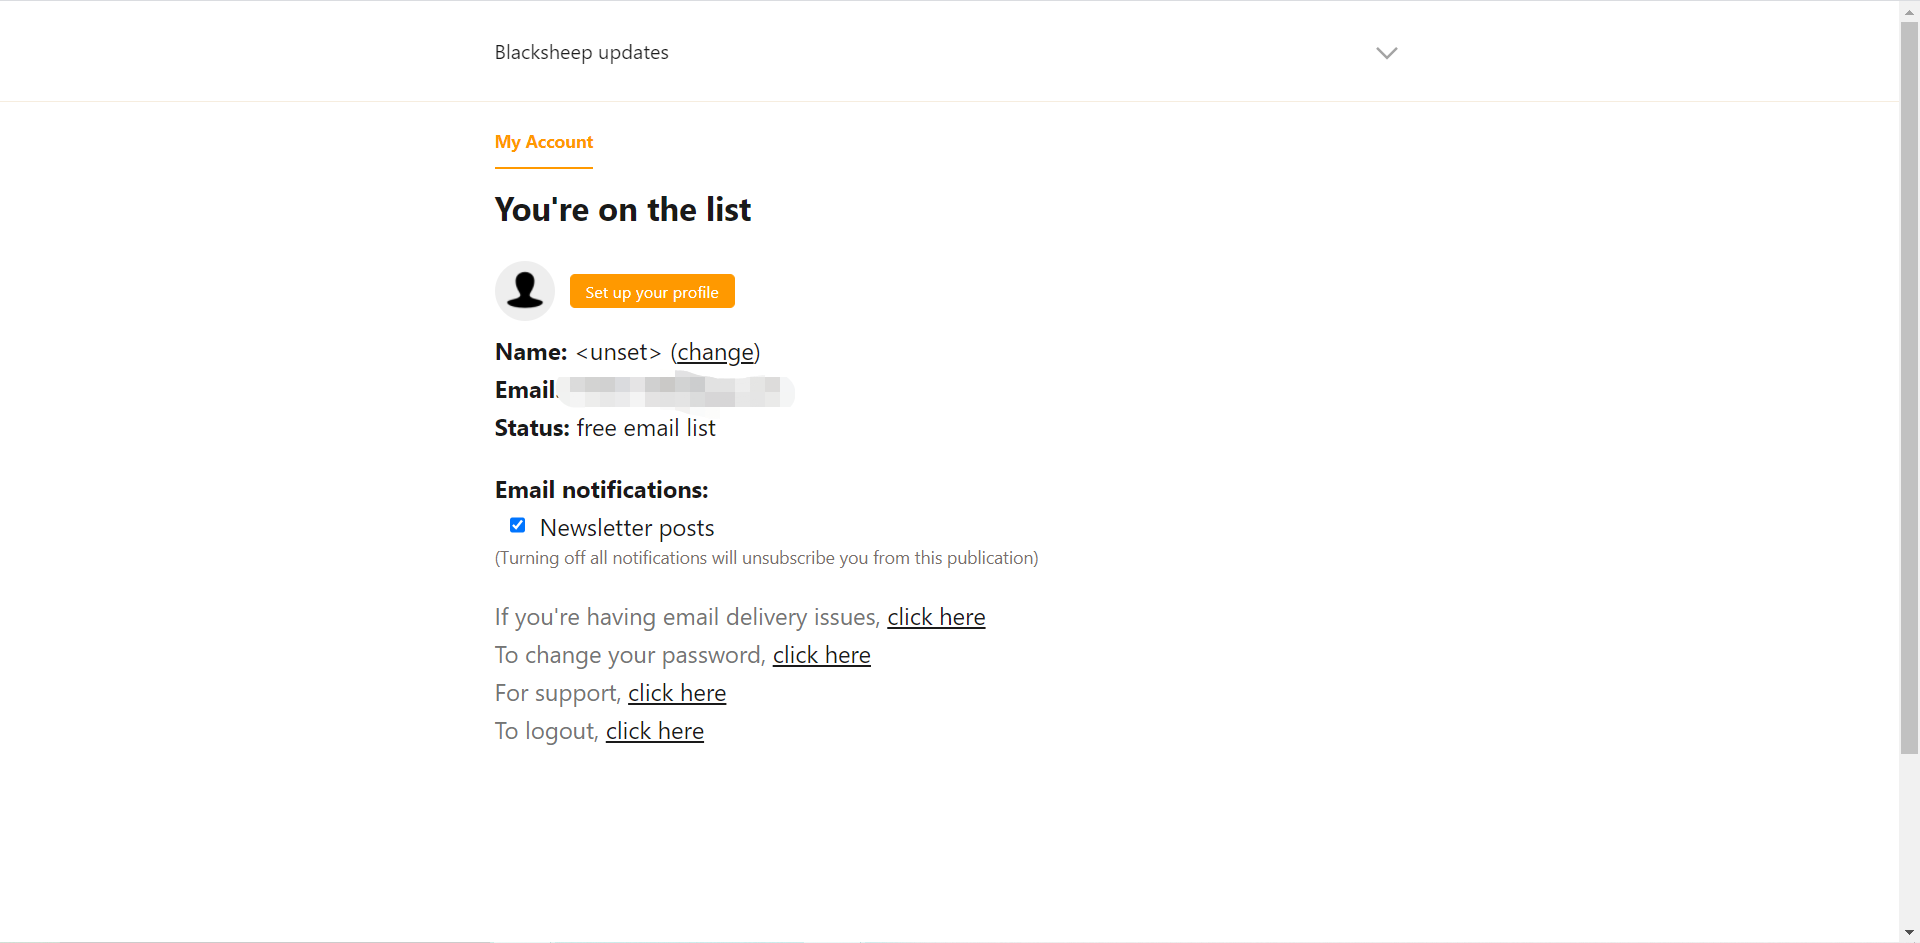 Blacksheep updates
My Account
You're on the list
Set up your profile
Name: <unset> (change)
Email
Status: free email list
Email notifications:
Newsletter posts
(Turning off all notifications will unsubscribe you from this publication)
If you're having email delivery issues, click here
To change your password, click here
For support, click here
To logout, click here